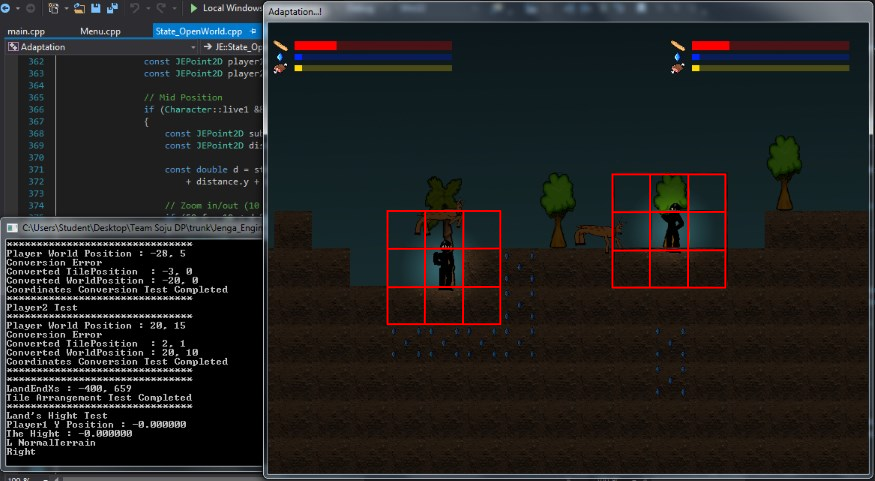 Local Windows
Adaptation...!
main.cpp Menu.cpp State_OpenWorld.cpp
Adaptation JE::State_Op
362 const JEPoint2D player
363 const JEPoint2D player2
364
365 // Mid Position
366 if (Character::live1 &&
367 {
368 const JEPoint2D sub
369 const JEPoint2D dis
370
371 const double d = st
372 + distance.y +
373
374 // Zoom in/out (10
C:\Users\Student\Desktop\Team Soju DP\trunk\Jenga_Engin
*******************************
Player World Position : -28, 5
Conversion Error
Converted TilePosition : -3, 0
Converted WorldPosition : -20, 0
Coordinates Conversion Test Completed
*******************************
Player2 Test
*******************************
Player World Position : 20, 15
Conversion Error
Converted TilePosition : 2, 1
Converted WorldPosition : 20, 10
Coordinates Conversion Test Completed
*******************************
*******************************
LandEndXs : -400, 659
Tile Arrangement Test Completed
*******************************
Land's Hight Test
Player1 Y Position : -0.000000
The Hight : -0.000000
L NormalTerrain
Right